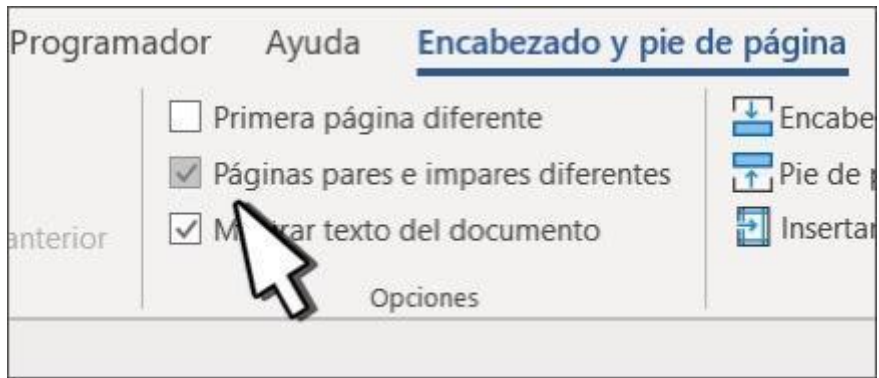 Programador Ayuda Encabezado y pie de página
Primera página diferente
Páginas pares e impares diferentes
anterior
texto del documento
Opciones
Pie de
Insertar